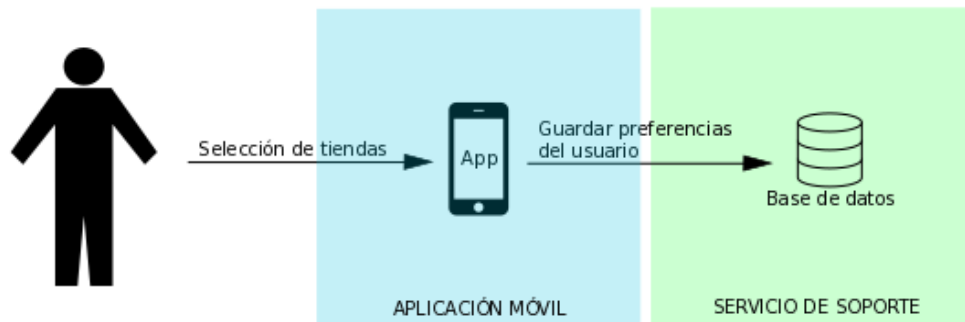 Selección de tiendas
App
Guardar preferencias
del usuario
Base de datos
APLICACIÓN MÓVIL
SERVICIO DE SOPORTE